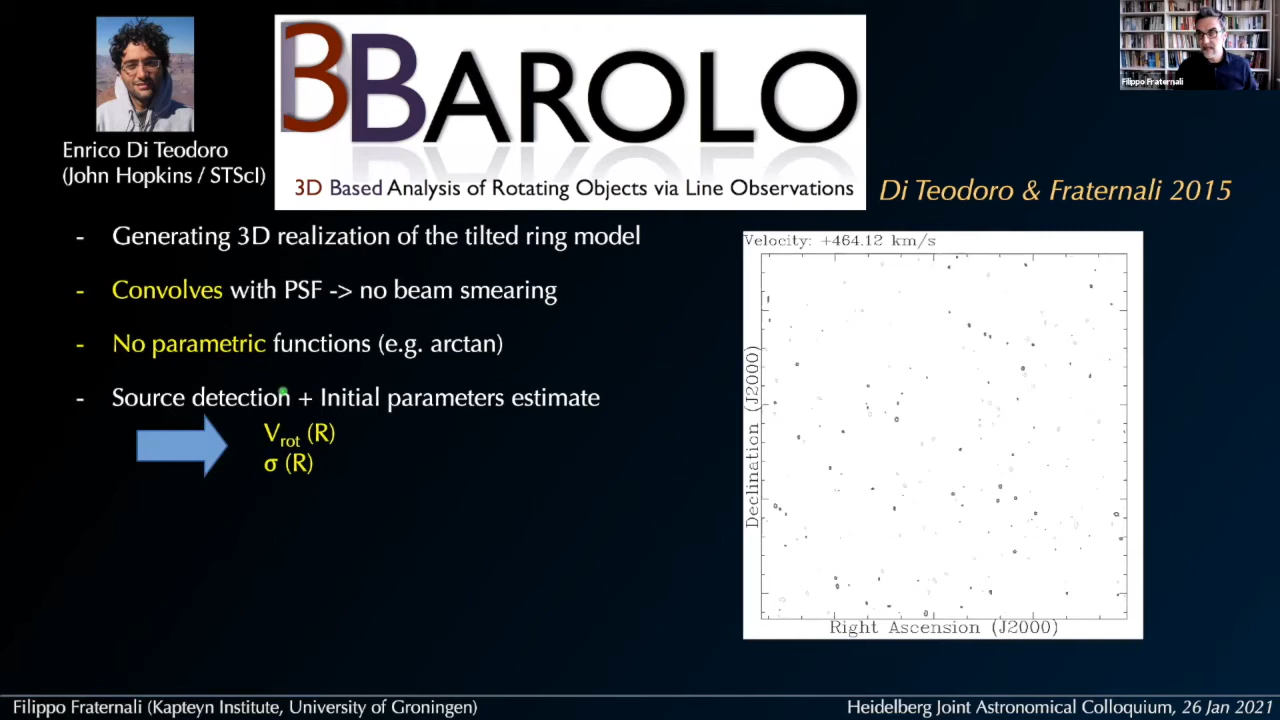 3BAROLO
3D Based Analysis of Rotating Objects via Line Observations
Filippo Fraternali
Enrico Di Teodoro
(John Hopkins / STScI)
Di Teodoro & Fraternali 2015
- Generating 3D realization of the tilted ring model
- Convolves with PSF -> no beam smearing
- No parametric functions (e.g. arctan)
- Source detection + Initial parameters estimate
Vrot (R)
σ (R)
Velocity: +464.12 km/s
Declination (J2000)
Right Ascension (J2000)
Filippo Fraternali (Kapteyn Institute, University of Groningen)
Heidelberg Joint Astronomical Colloquium, 26 Jan 2021